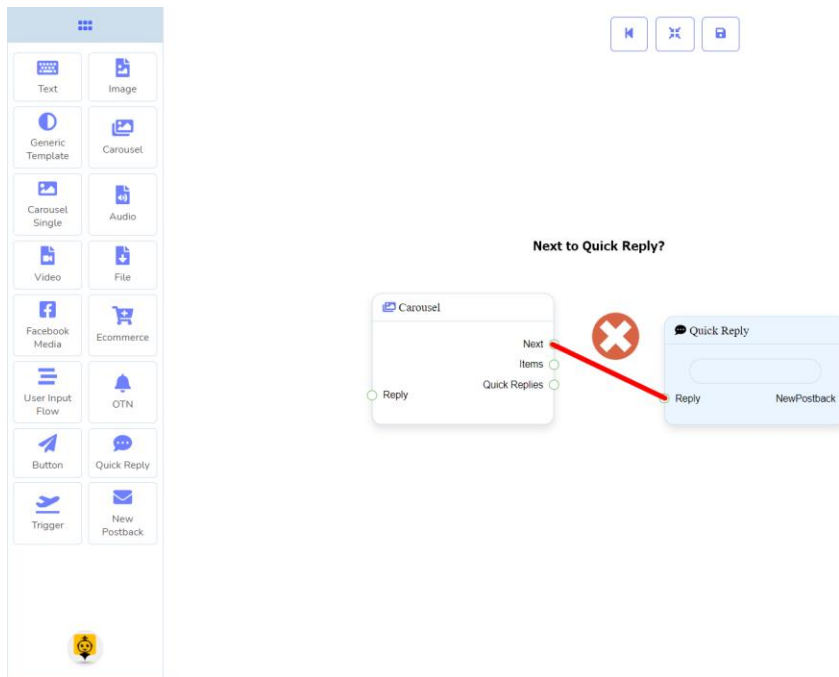 Text
Image
Generic
Template
Carousel
Carousel
Single
Audio
Video
File
Facebook
Media
Ecommerce
User Input
Flow
OTN
Button
Quick Reply
Trigger
New
Postback
Next to Quick Reply?
Carousel
Next
Items
Quick Replies
Reply
Quick Reply
Reply
NewPostback